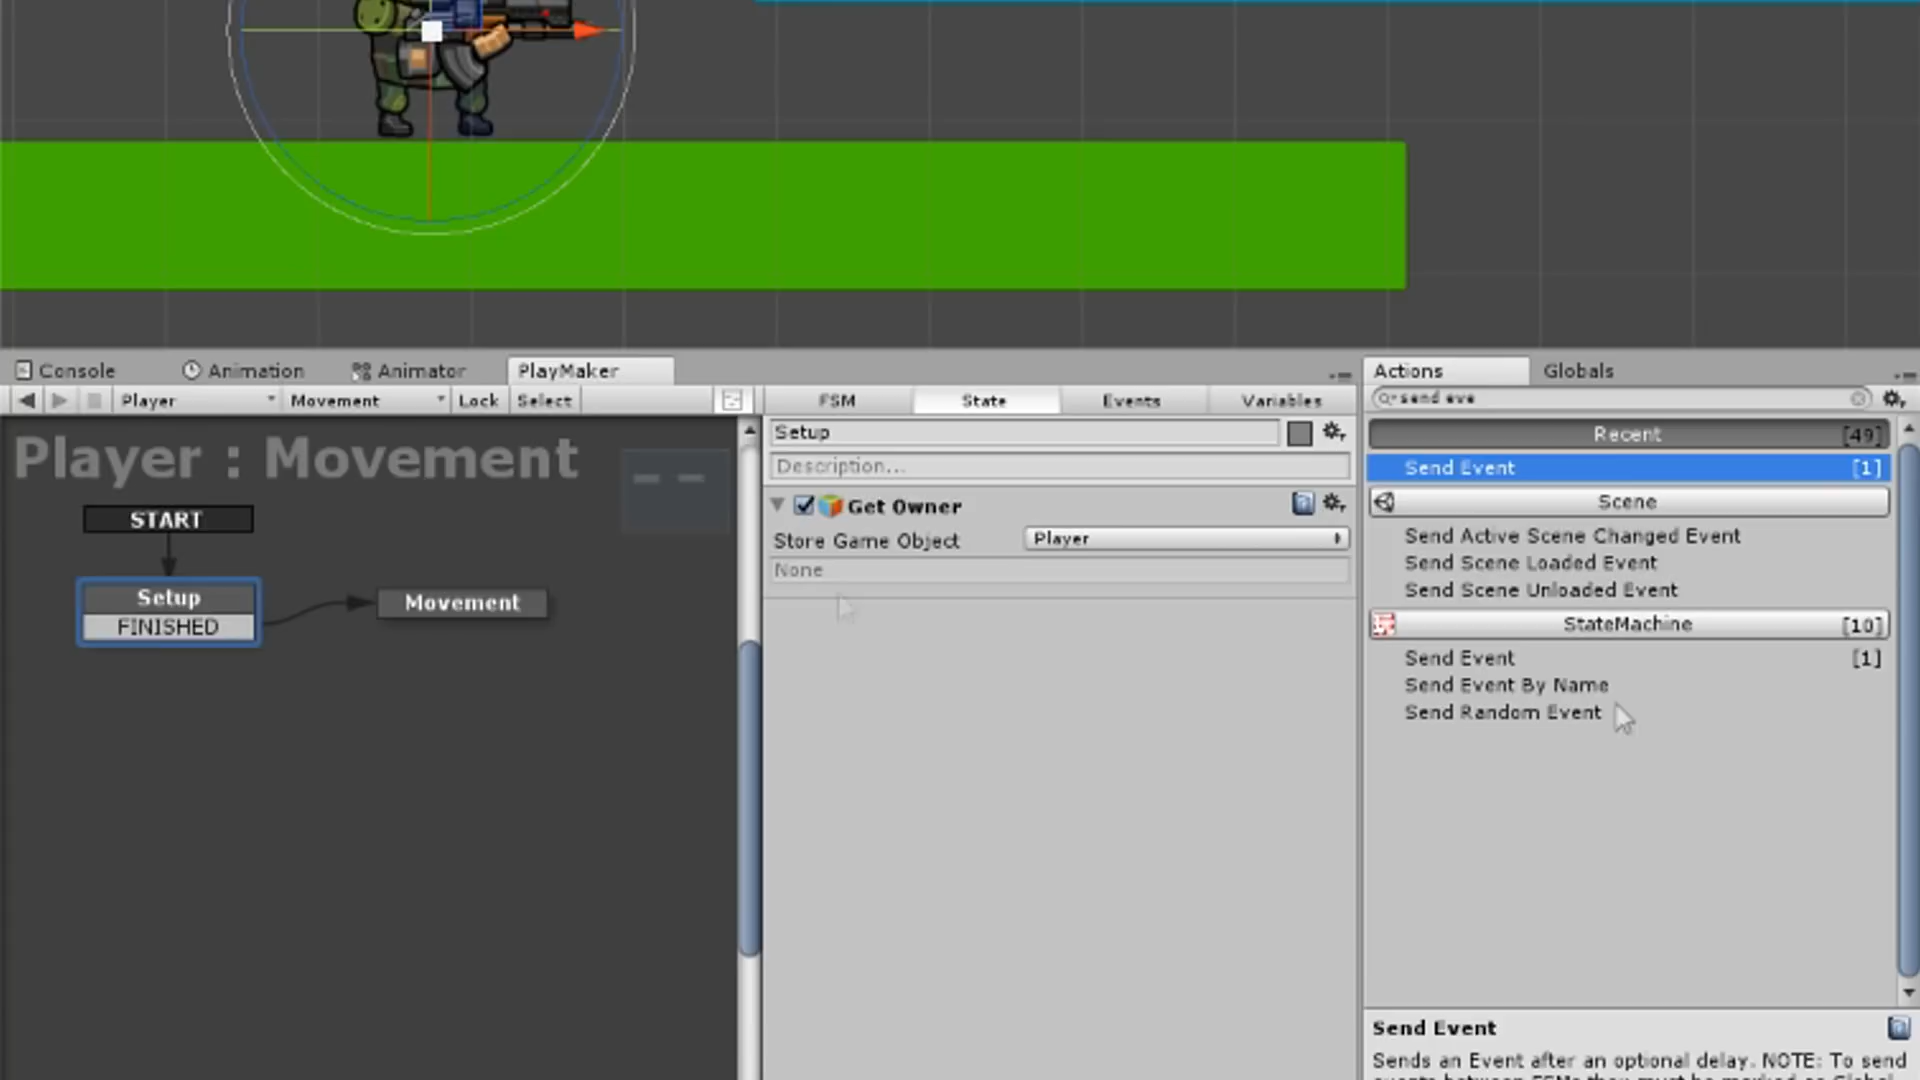 Console
Animation
Animator
PlayMaker
Player
Movement
Lock
Select
Player : Movement
START
Setup
FINISHED
Movement
FSM
State
Events
Variables
Setup
Description...
Get Owner
Store Game Object
Player
None
Actions
Globals
send eve
Recent [49]
Send Event [1]
Scene
Send Active Scene Changed Event
Send Scene Loaded Event
Send Scene Unloaded Event
StateMachine [10]
Send Event [1]
Send Event By Name
Send Random Event
Send Event
Sends an Event after an optional delay. NOTE: To send